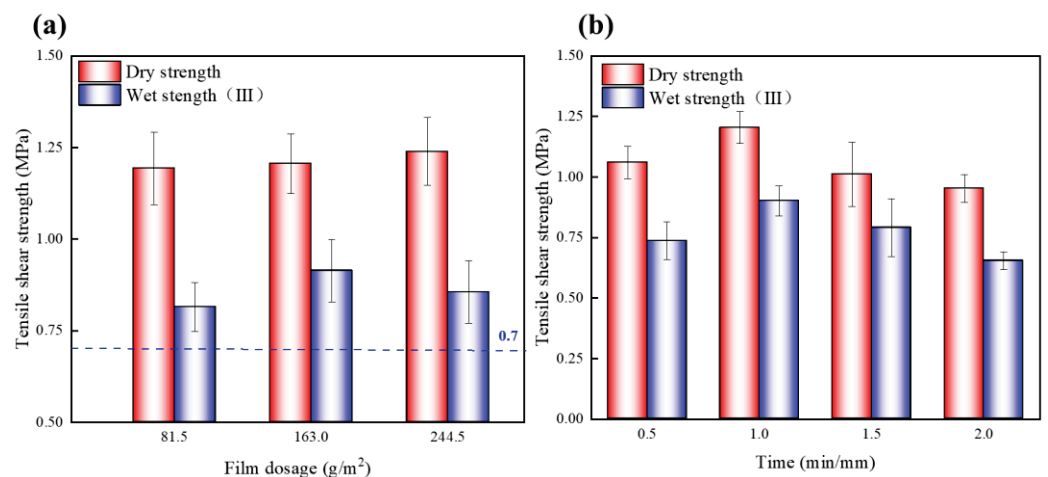 (a)
Tensile shear strength (MPa)
1.50
1.25
1.00
0.75
0.50
Dry strength
Wet stength（III）
0.7
81.5 163.0 244.5
Film dosage (g/m²)
(b)
Tensile shear strength (MPa)
1.50
1.25
1.00
0.75
0.50
0.25
0.00
Dry strength
Wet strength（III）
0.5 1.0 1.5 2.0
Time (min/mm)